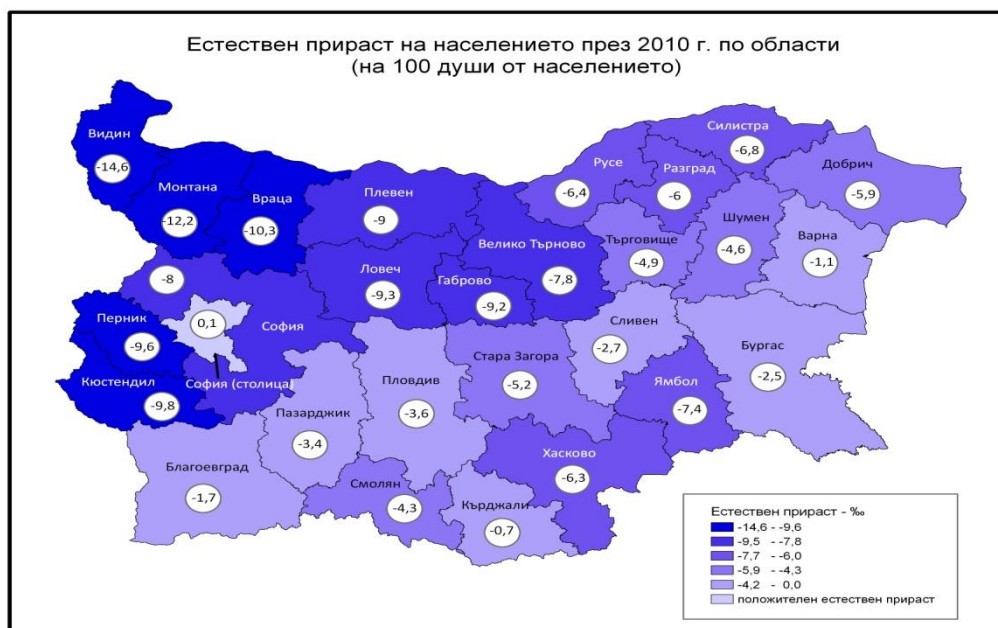 Естествен прираст на населението през 2010 г. по области
(на 100 души от населението)
Видин
-14,6
Монтана
-12,2
Враца
-10,3
Плевен
-9
Ловеч
-9,3
Габрово
-9,2
Велико Търново
-7,8
Русе
-6,4
Разград
-6
Силистра
-6,8
Добрич
-5,9
Шумен
-4,6
Търговище
-4,9
Варна
-1,1
-8
София
0,1
София (столица)
Перник
-9,6
Кюстендил
-9,8
Пазарджик
-3,4
Пловдив
-3,6
Стара Загора
-5,2
Сливен
-2,7
Бургас
-2,5
Ямбол
-7,4
Хасково
-6,3
Благоевград
-1,7
Смолян
-4,3
Кърджали
-0,7
Естествен прираст - ‰
-14,6 - -9,6
-9,5 - -7,8
-7,7 - -6,0
-5,9 - -4,3
-4,2 - 0,0
положителен естествен прираст